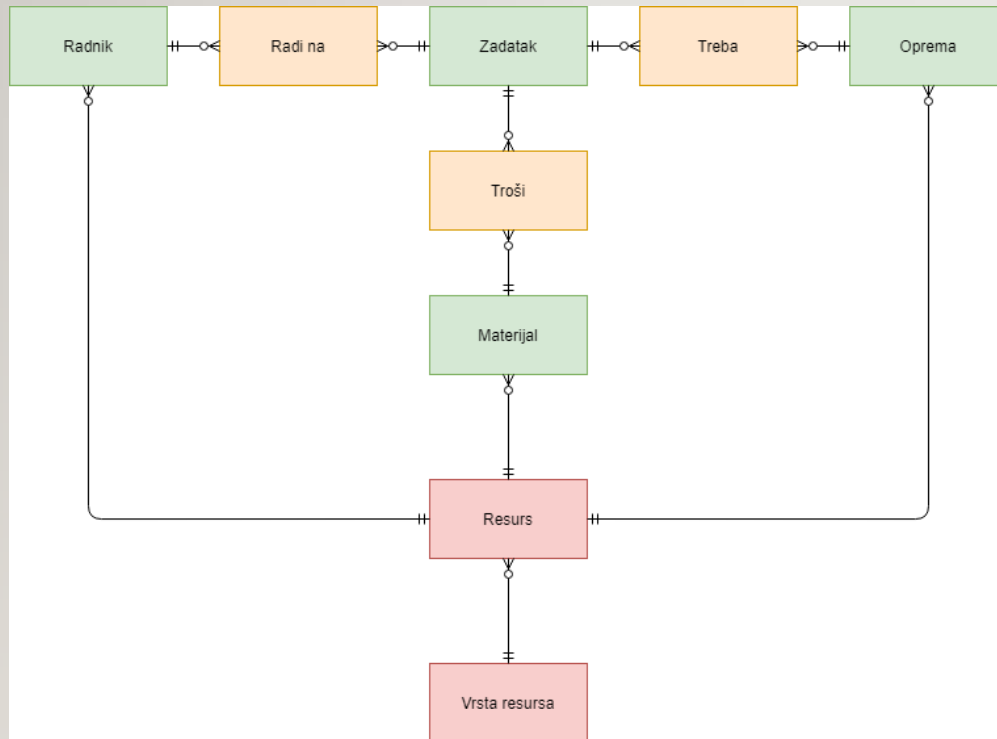 Radnik
Radi na
Zadatak
Treba
Oprema
Troši
Materijal
Resurs
Vrsta resursa